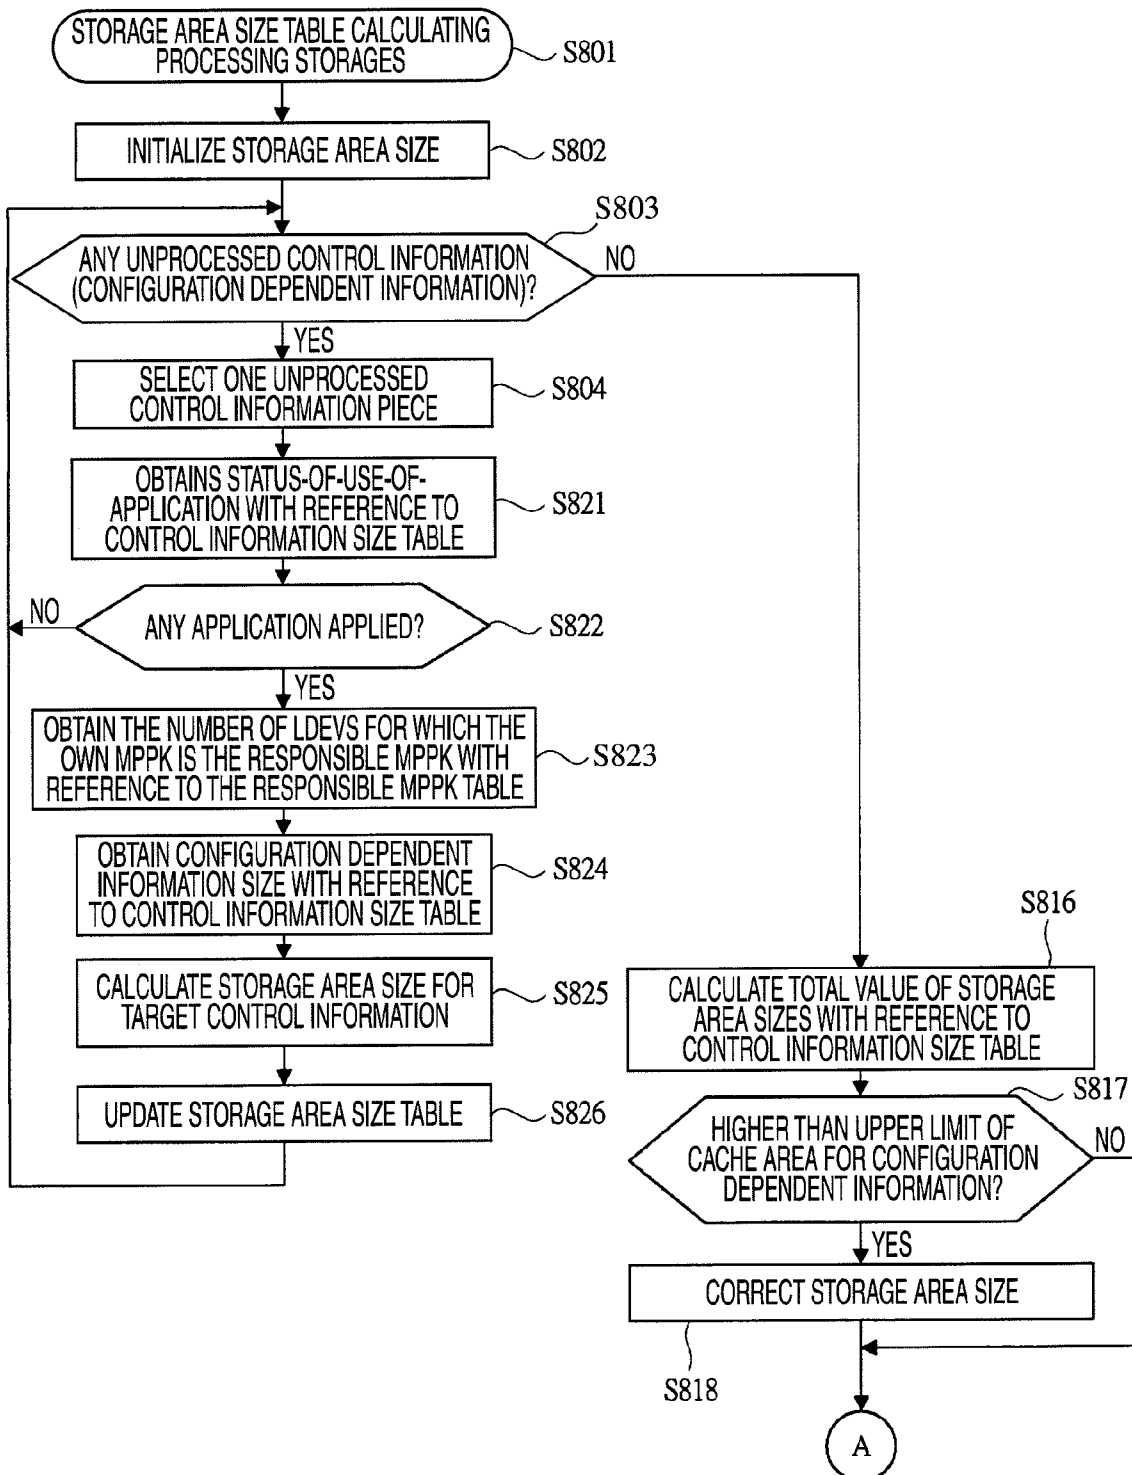 STORAGE AREA SIZE TABLE CALCULATING
PROCESSING STORAGES
S801
INITIALIZE STORAGE AREA SIZE
S802
S803
ANY UNPROCESSED CONTROL INFORMATION
(CONFIGURATION DEPENDENT INFORMATION)?
NO
YES
SELECT ONE UNPROCESSED
CONTROL INFORMATION PIECE
S804
OBTAINS STATUS-OF-USE-OF-
APPLICATION WITH REFERENCE TO
CONTROL INFORMATION SIZE TABLE
S821
NO
ANY APPLICATION APPLIED?
S822
YES
OBTAIN THE NUMBER OF LDEVS FOR WHICH THE
OWN MPPK IS THE RESPONSIBLE MPPK WITH
REFERENCE TO THE RESPONSIBLE MPPK TABLE
S823
OBTAIN CONFIGURATION DEPENDENT
INFORMATION SIZE WITH REFERENCE
TO CONTROL INFORMATION SIZE TABLE
S824
CALCULATE STORAGE AREA SIZE FOR
TARGET CONTROL INFORMATION
S825
UPDATE STORAGE AREA SIZE TABLE
S826
S816
CALCULATE TOTAL VALUE OF STORAGE
AREA SIZES WITH REFERENCE TO
CONTROL INFORMATION SIZE TABLE
S817
HIGHER THAN UPPER LIMIT OF
CACHE AREA FOR CONFIGURATION
DEPENDENT INFORMATION?
NO
YES
CORRECT STORAGE AREA SIZE
S818
A